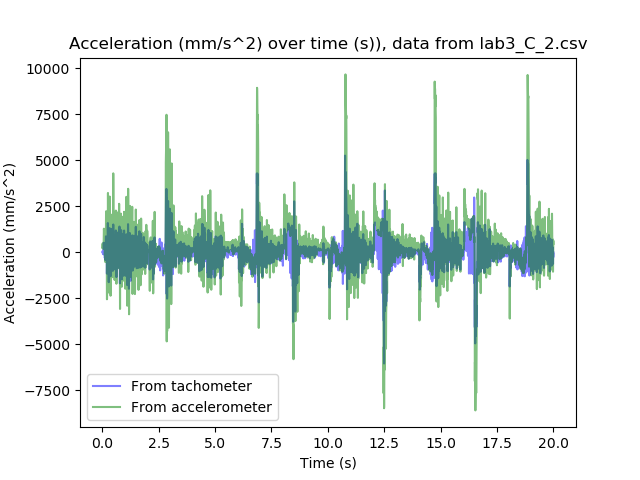 Acceleration (mm/s^2) over time (s)), data from lab3_C_2.csv
10000
7500
5000
2500
0
−2500
−5000
−7500
Acceleration (mm/s^2)
From tachometer
From accelerometer
0.0 2.5 5.0 7.5 10.0 12.5 15.0 17.5 20.0
Time (s)